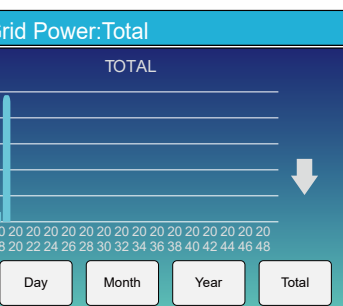 rid Power:Total
TOTAL
0 20 20 20 20 20 20 20 20 20 20 20 20 20 20 20
8 20 22 24 26 28 30 32 34 36 38 40 42 44 46 48
Day Month Year Total